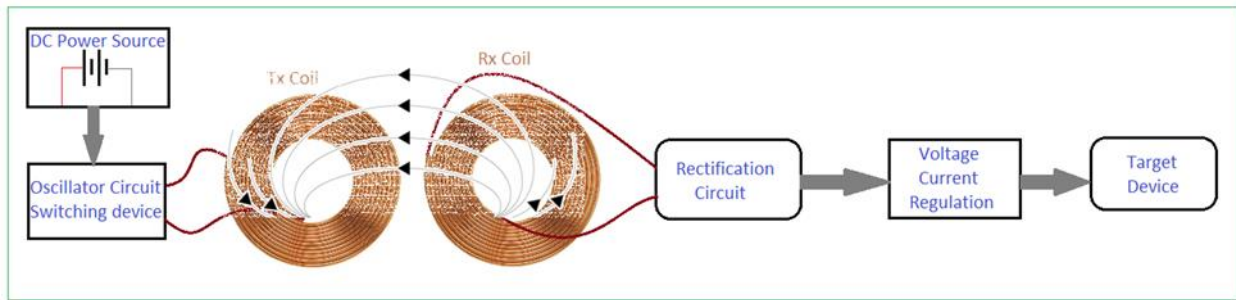 DC Power Source
Tx Coil
Rx Coil
Oscillator Circuit
Switching device
Rectification
Circuit
Voltage
Current
Regulation
Target
Device